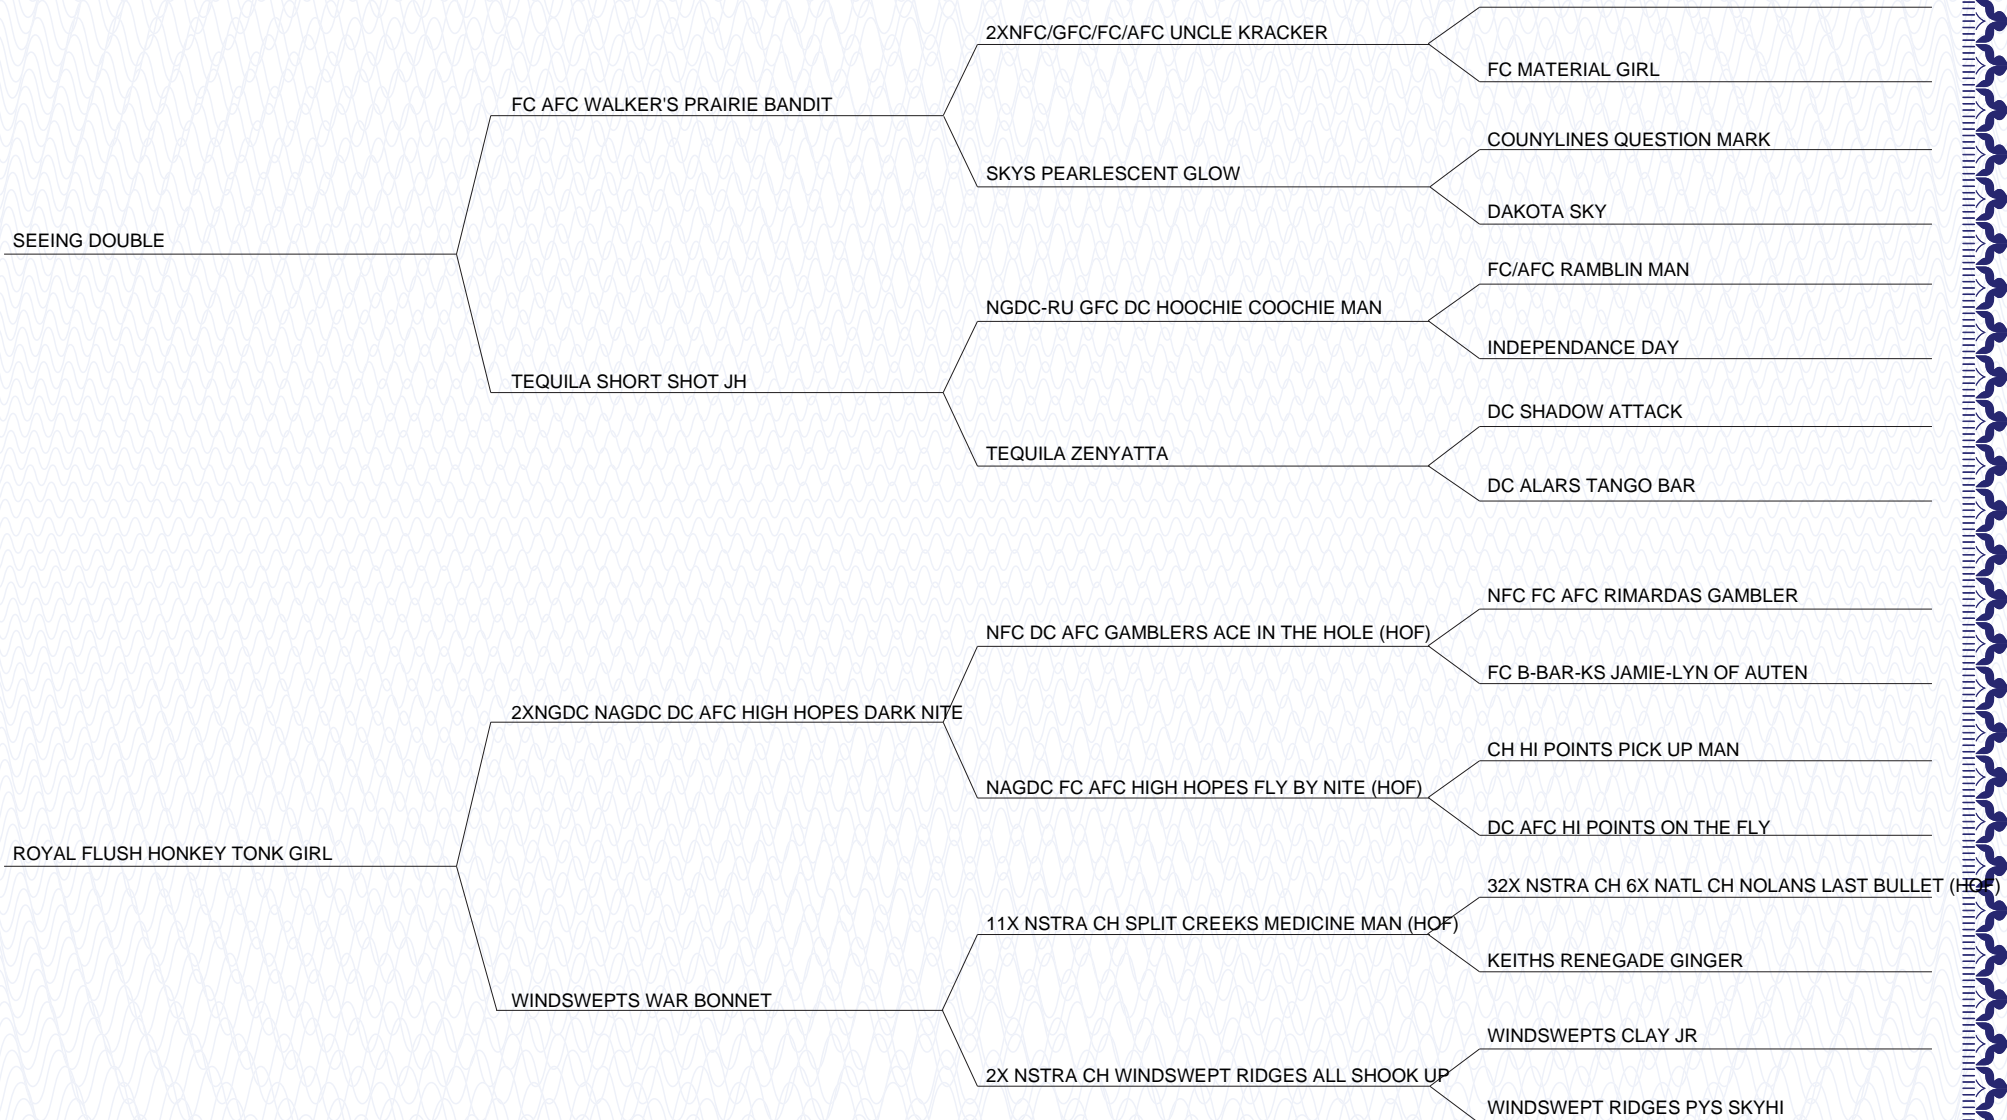 2XNFC/GFC/FC/AFC UNCLE KRACKER
FC MATERIAL GIRL
FC AFC WALKER'S PRAIRIE BANDIT
COUNYLINES QUESTION MARK
SKYS PEARLESCENT GLOW
DAKOTA SKY
SEEING DOUBLE
FC/AFC RAMBLIN MAN
NGDC-RU GFC DC HOOCHIE COOCHIE MAN
INDEPENDANCE DAY
TEQUILA SHORT SHOT JH
DC SHADOW ATTACK
TEQUILA ZENYATTA
DC ALARS TANGO BAR
NFC FC AFC RIMARDAS GAMBLER
NFC DC AFC GAMBLERS ACE IN THE HOLE (HOF)
FC B-BAR-KS JAMIE-LYN OF AUTEN
2XNGDC NAGDC DC AFC HIGH HOPES DARK NITE
CH HI POINTS PICK UP MAN
NAGDC FC AFC HIGH HOPES FLY BY NITE (HOF)
DC AFC HI POINTS ON THE FLY
ROYAL FLUSH HONKEY TONK GIRL
32X NSTRA CH 6X NATL CH NOLANS LAST BULLET (HOF)
11X NSTRA CH SPLIT CREEKS MEDICINE MAN (HOF)
KEITHS RENEGADE GINGER
WINDSWEPTS WAR BONNET
WINDSWEPTS CLAY JR
2X NSTRA CH WINDSWEPT RIDGES ALL SHOOK UP
WINDSWEPT RIDGES PYS SKYHI